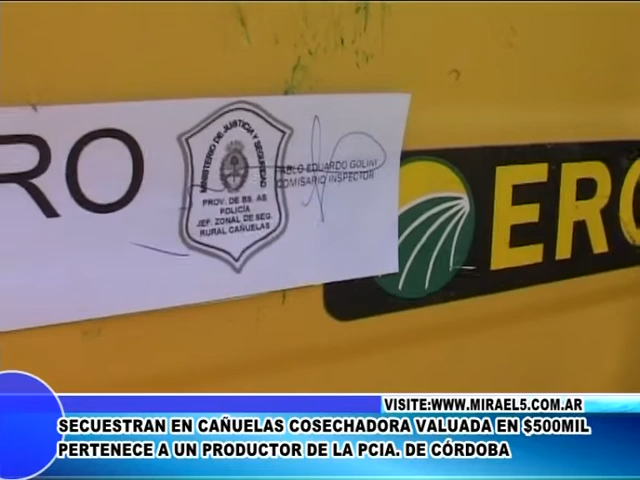 RO
MINISTERIO DE JUSTICIA Y SEGURIDAD
PROV. DE BS. AS
POLICÍA
JEF. ZONAL DE SEG.
RURAL CAÑUELAS
PABLO EDUARDO GOLINI
COMISARIO INSPECTOR
ERO
VISITE:WWW.MIRAEL5.COM.AR
SECUESTRAN EN CAÑUELAS COSECHADORA VALUADA EN $500MIL
PERTENECE A UN PRODUCTOR DE LA PCIA. DE CÓRDOBA